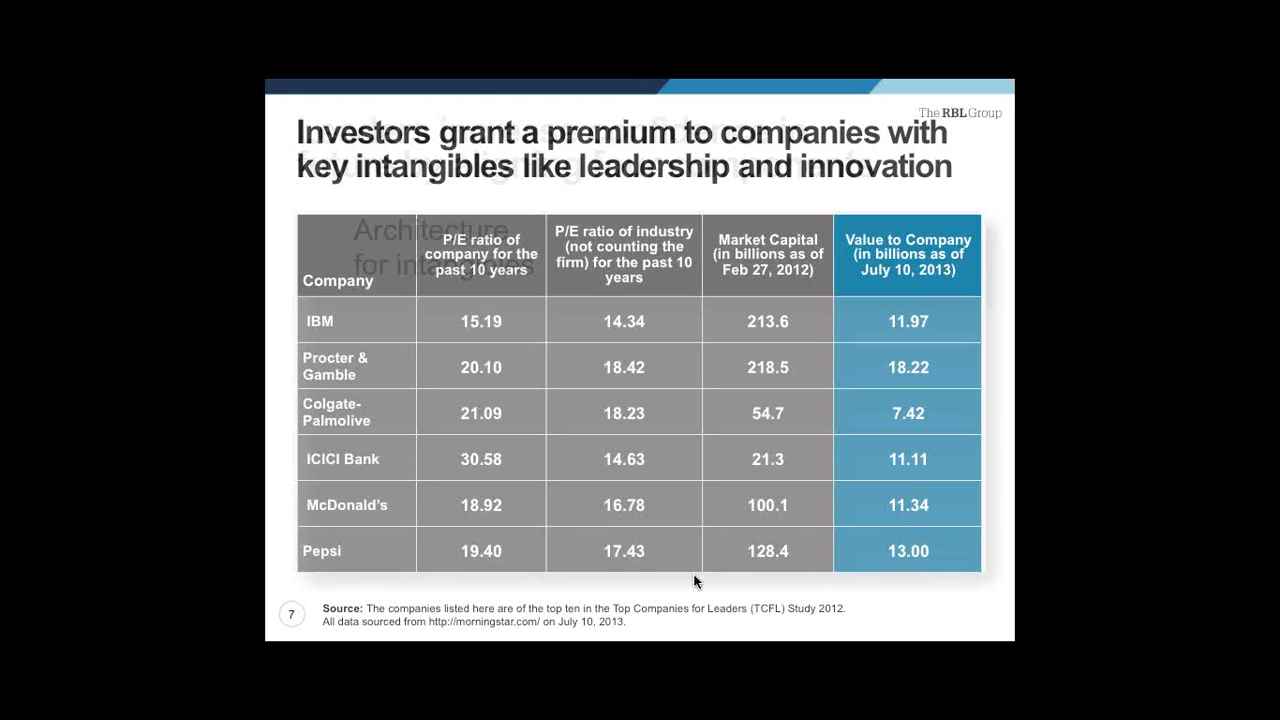 The RBL Group
Investors grant a premium to companies with
key intangibles like leadership and innovation
Architecture
for intangibles
Company
P/E ratio of
company for the
past 10 years
P/E ratio of industry
(not counting the
firm) for the past 10
years
Market Capital
(in billions as of
Feb 27, 2012)
Value to Company
(in billions as of
July 10, 2013)
IBM 15.19 14.34 213.6 11.97
Procter &
Gamble 20.10 18.42 218.5 18.22
Colgate-
Palmolive 21.09 18.23 54.7 7.42
ICICI Bank 30.58 14.63 21.3 11.11
McDonald's 18.92 16.78 100.1 11.34
Pepsi 19.40 17.43 128.4 13.00
7
Source: The companies listed here are of the top ten in the Top Companies for Leaders (TCFL) Study 2012.
All data sourced from http://morningstar.com/ on July 10, 2013.